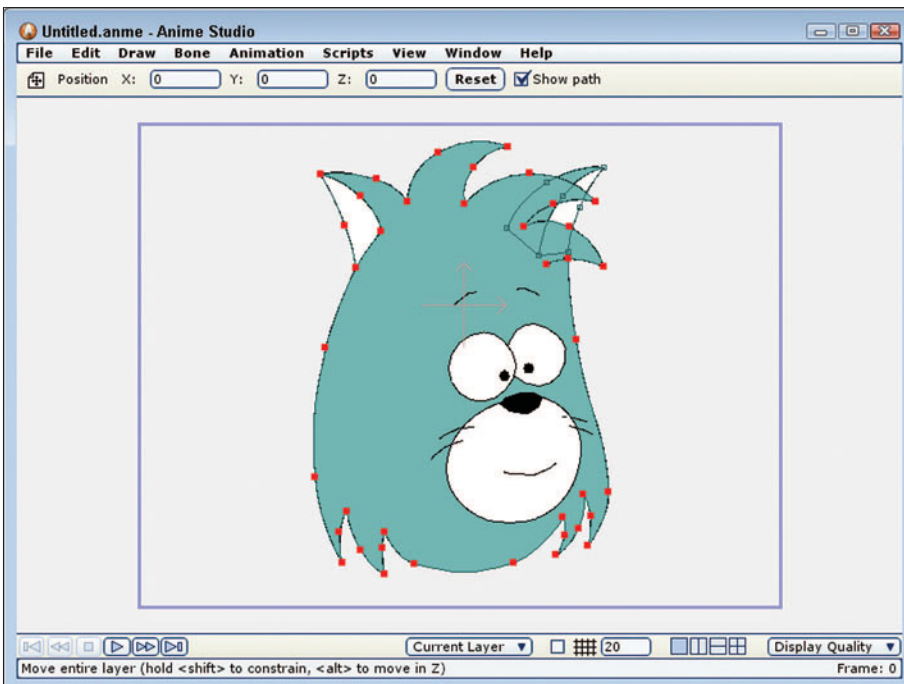 Untitled.anme - Anime Studio
File Edit Draw Bone Animation Scripts View Window Help
Position X: 0 Y: 0 Z: 0 Reset Show path
Current Layer 20 Display Quality
Move entire layer (hold <shift> to constrain, <alt> to move in Z) Frame: 0